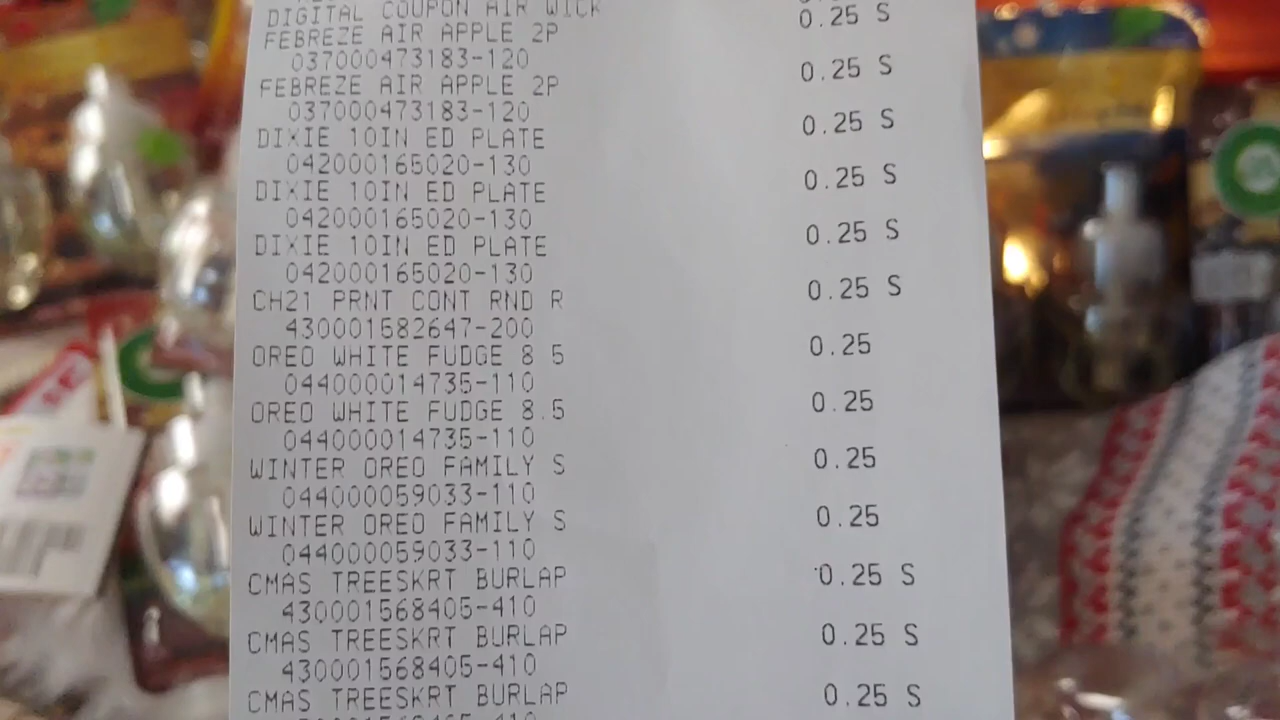 DIGITAL COUPON AIR WICK
FEBREZE AIR APPLE 2P 0.25 S
037000473183-120
FEBREZE AIR APPLE 2P 0.25 S
037000473183-120
DIXIE 10IN ED PLATE 0.25 S
042000165020-130
DIXIE 10IN ED PLATE 0.25 S
042000165020-130
DIXIE 10IN ED PLATE 0.25 S
042000165020-130
CH21 PRNT CONT RND R 0.25 S
430001582647-200
OREO WHITE FUDGE 8 5 0.25
044000014735-110
OREO WHITE FUDGE 8.5 0.25
044000014735-110
WINTER OREO FAMILY S 0.25
044000059033-110
WINTER OREO FAMILY S 0.25
044000059033-110
CMAS TREESKRT BURLAP 0.25 S
430001568405-410
CMAS TREESKRT BURLAP 0.25 S
430001568405-410
CMAS TREESKRT BURLAP 0.25 S